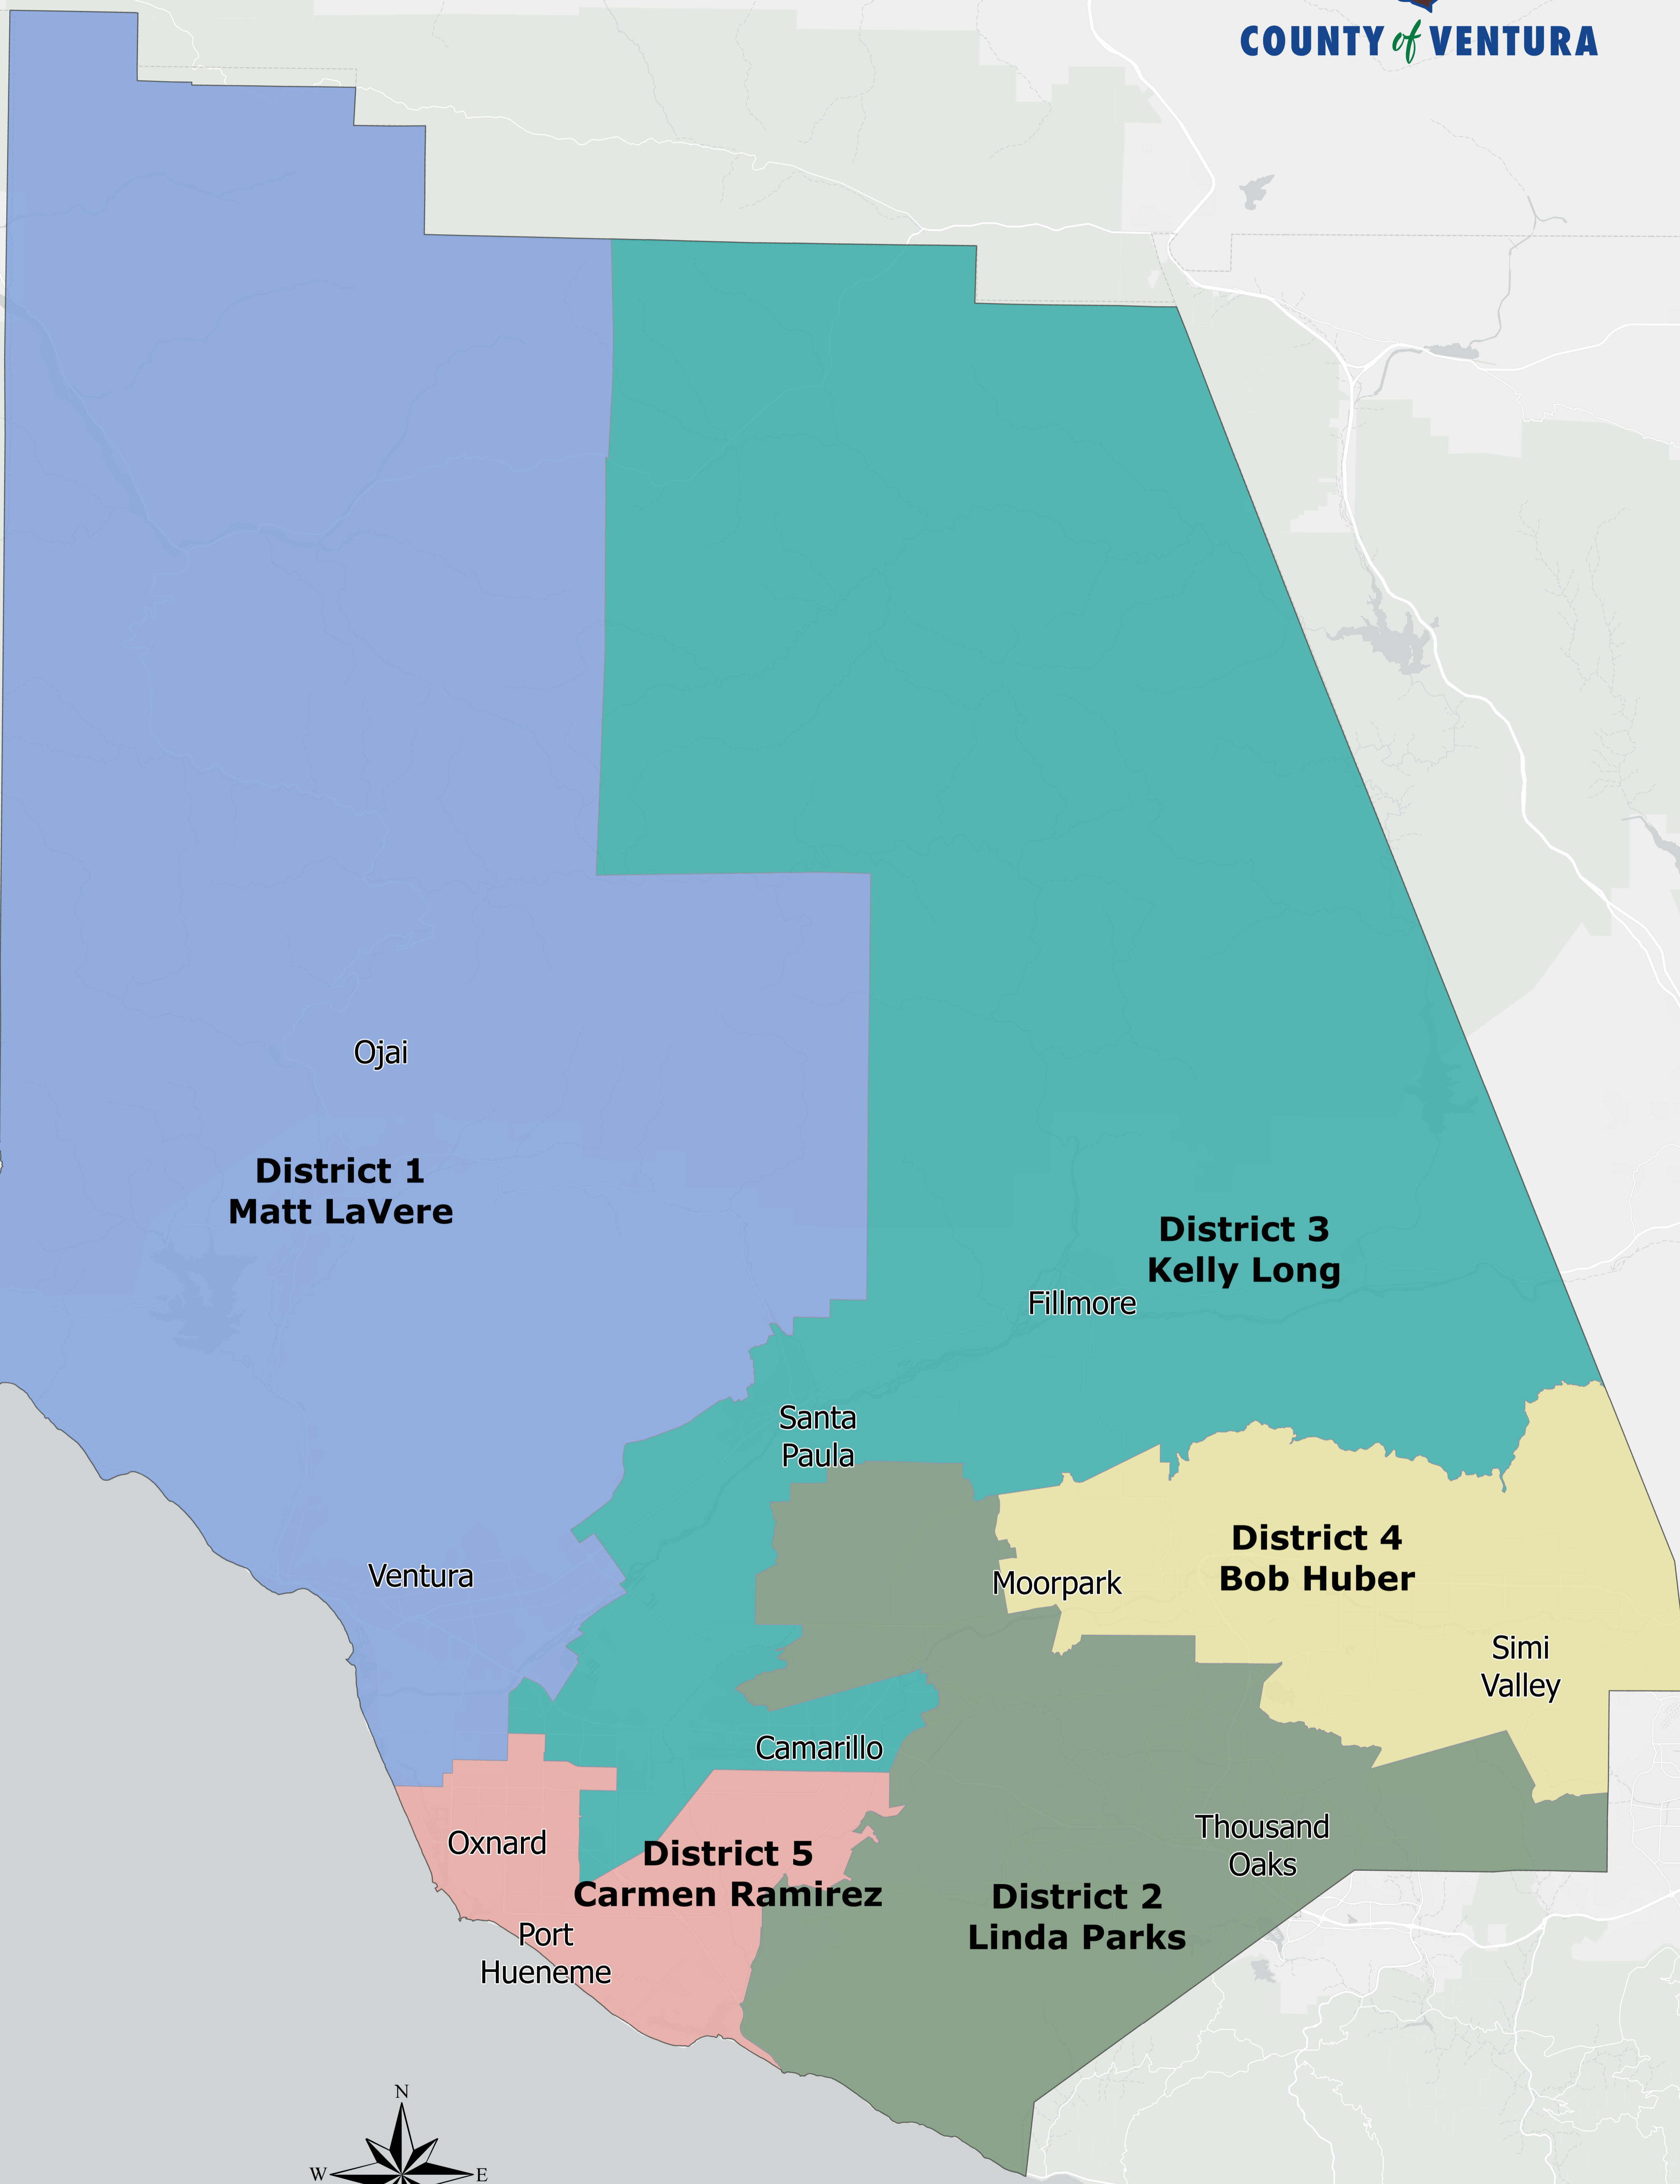 COUNTY of VENTURA
Ojai
District 1
Matt LaVere
District 3
Kelly Long
Fillmore
Santa
Paula
District 4
Bob Huber
Ventura
Moorpark
Simi
Valley
Camarillo
Thousand
Oaks
Oxnard
District 5
Carmen Ramirez
District 2
Linda Parks
Port
Hueneme
N
W
E